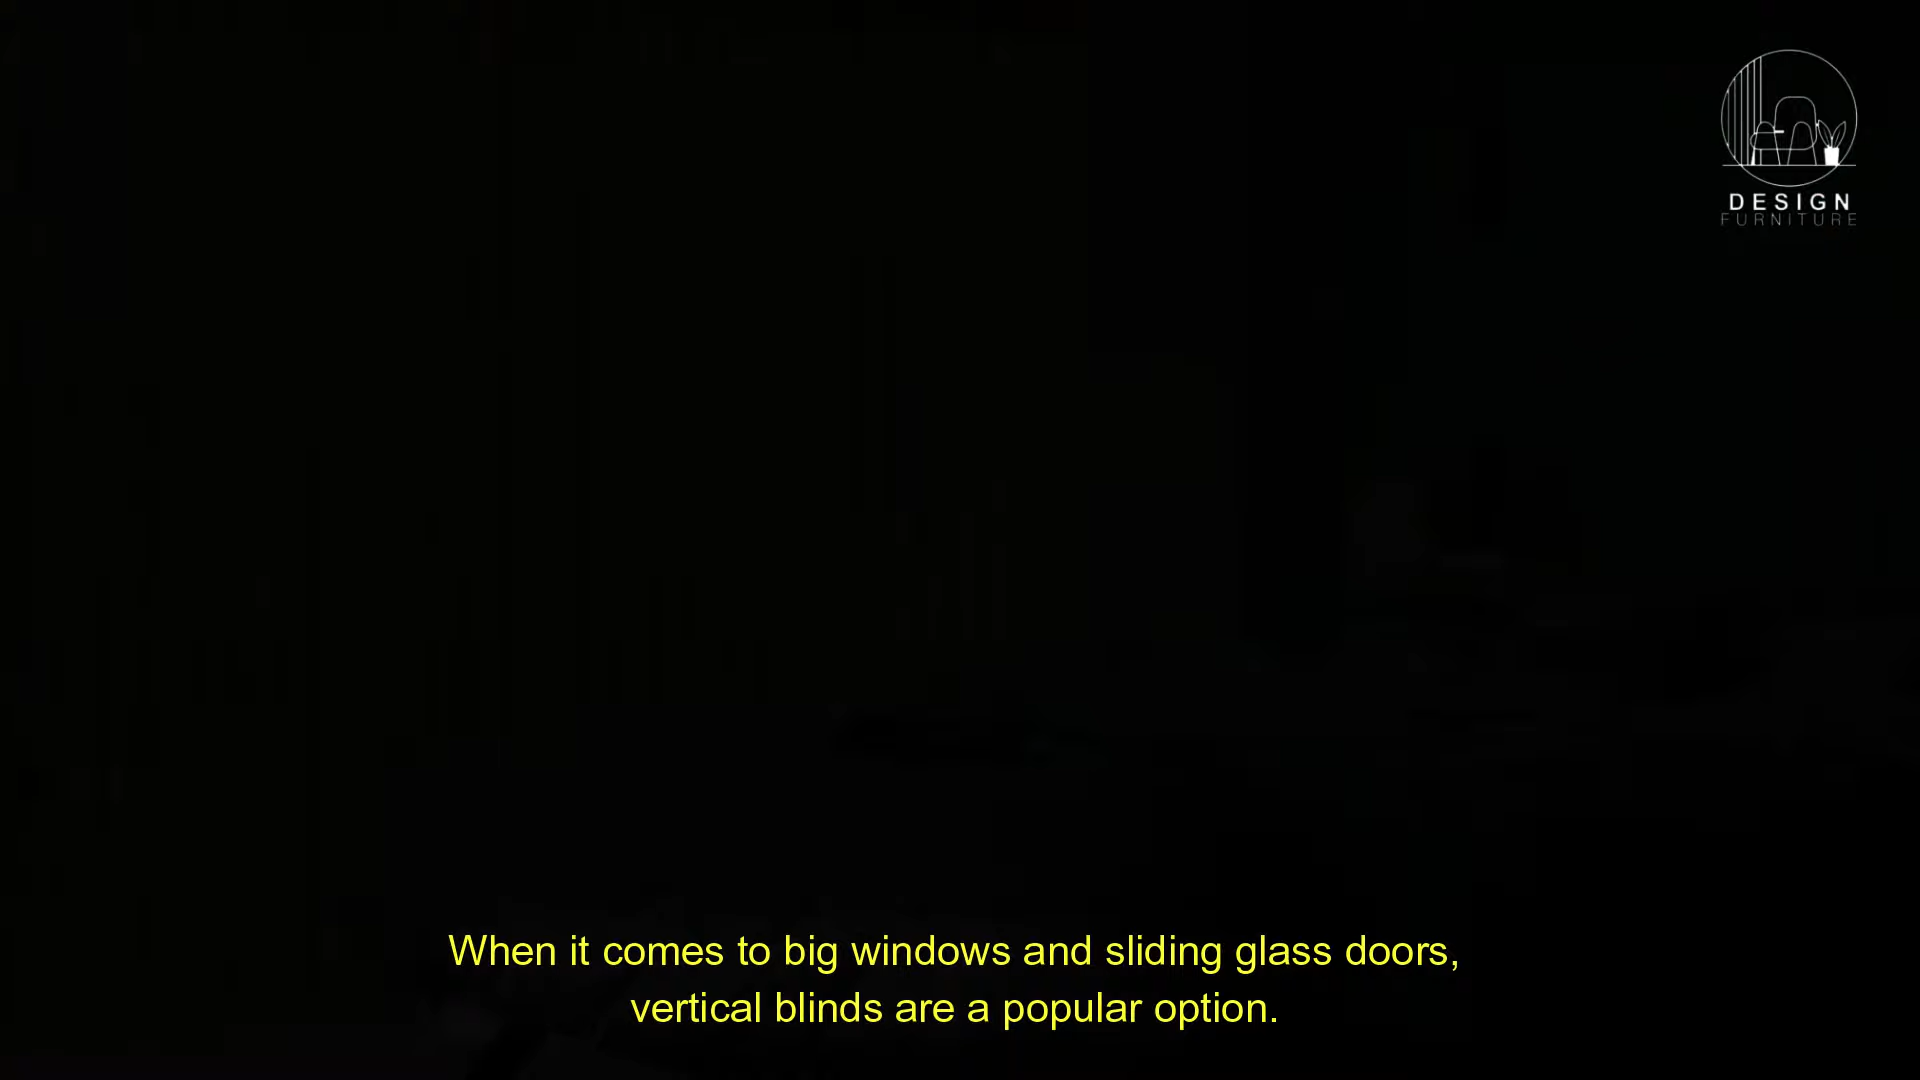 DESIGN
FURNITURE
When it comes to big windows and sliding glass doors,
vertical blinds are a popular option.